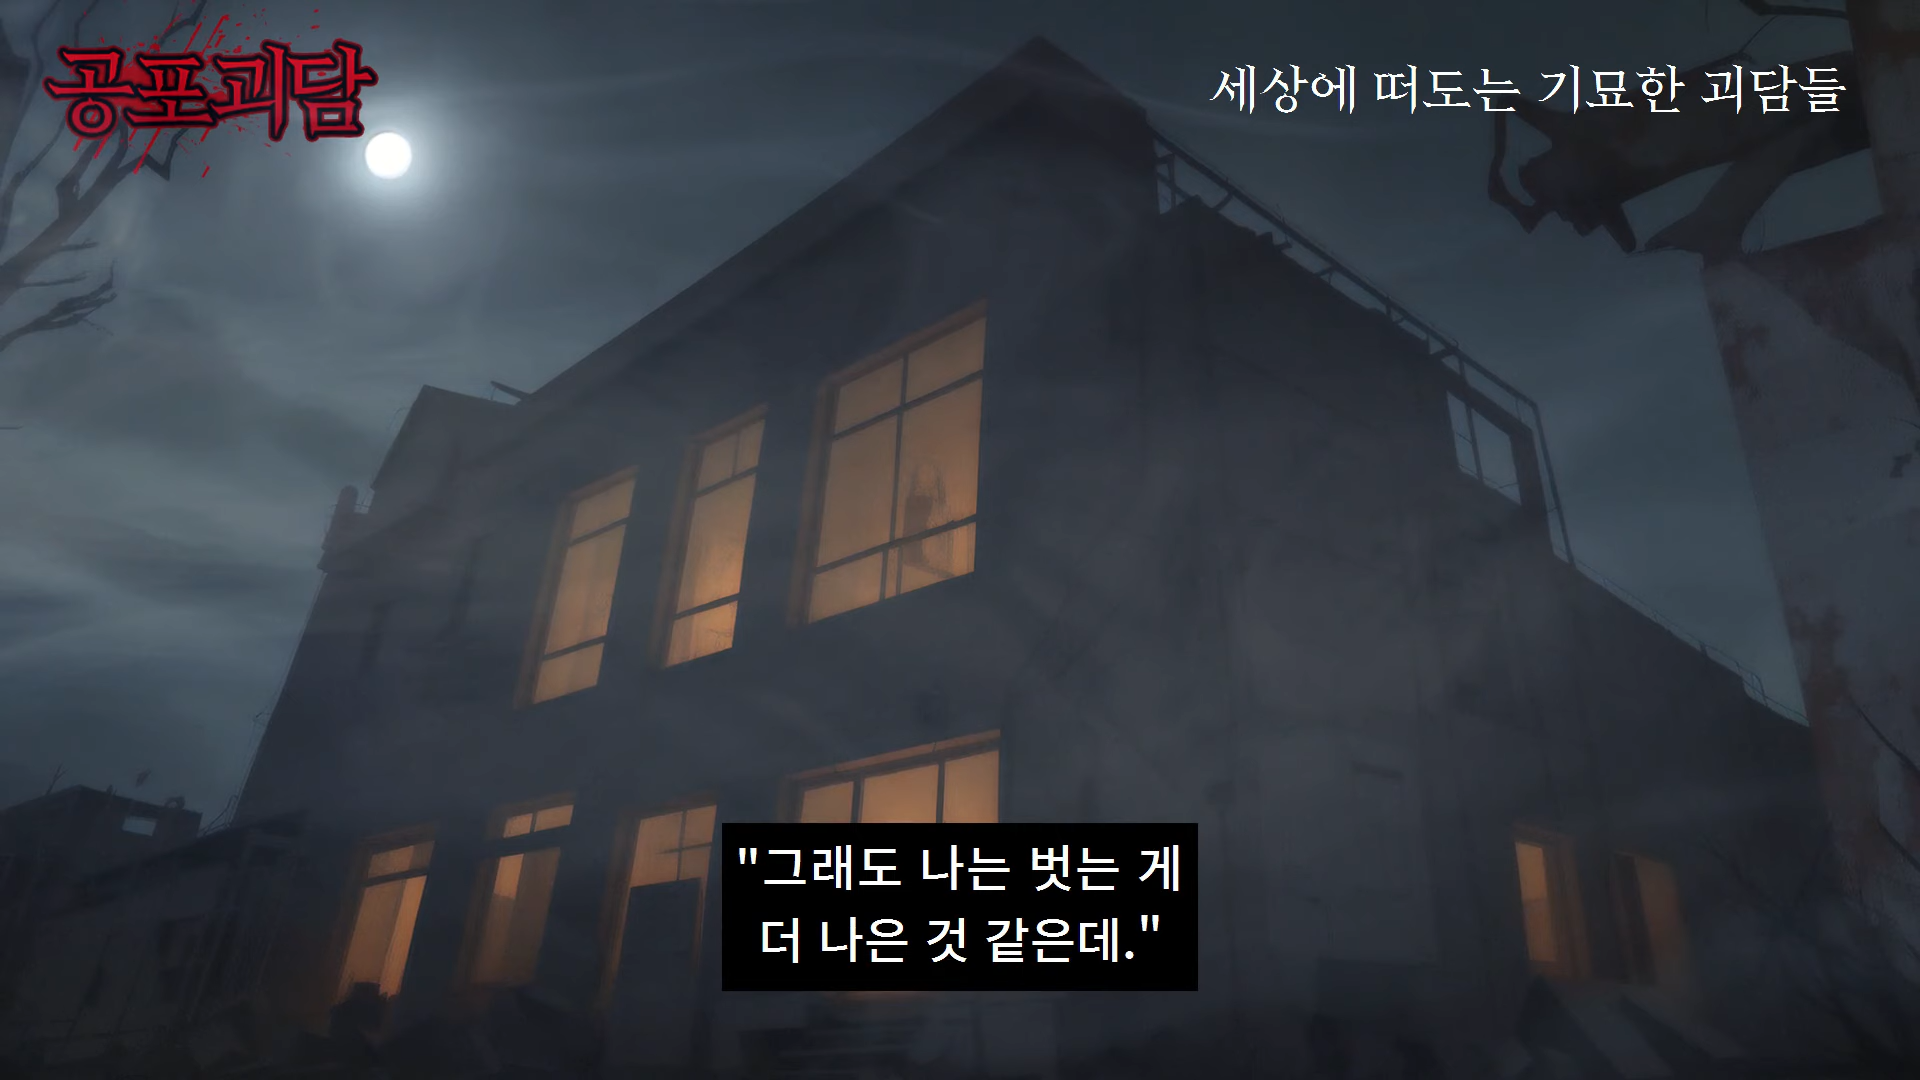 공포괴담
세상에 떠도는 기묘한 괴담들
"그래도 나는 벗는 게
더 나은 것 같은데."